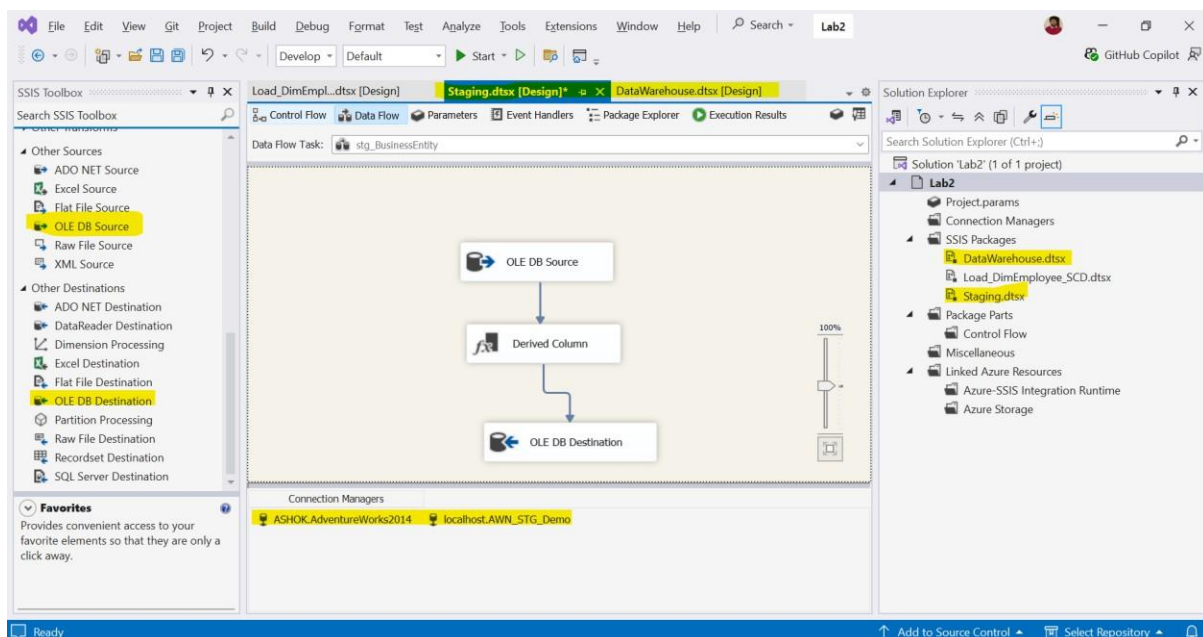 File Edit View Git Project Build Debug Format Test Analyze Tools Extensions Window Help Search Lab2
Develop Default Start GitHub Copilot
SSIS Toolbox
Search SSIS Toolbox
Other Transforms
Other Sources
ADO NET Source
Excel Source
Flat File Source
OLE DB Source
Raw File Source
XML Source
Other Destinations
ADO NET Destination
DataReader Destination
Dimension Processing
Excel Destination
Flat File Destination
OLE DB Destination
Partition Processing
Raw File Destination
Recordset Destination
SQL Server Destination
Favorites
Provides convenient access to your
favorite elements so that they are only a
click away.
Load_DimEmpl...dtsx [Design] Staging.dtsx [Design]* DataWarehouse.dtsx [Design]
Control Flow Data Flow Parameters Event Handlers Package Explorer Execution Results
Data Flow Task: stg_BusinessEntity
OLE DB Source
Derived Column
OLE DB Destination
100%
Connection Managers
ASHOK.AdventureWorks2014 localhost.AWN_STG_Demo
Solution Explorer
Search Solution Explorer (Ctrl+;)
Solution 'Lab2' (1 of 1 project)
Lab2
Project.params
Connection Managers
SSIS Packages
DataWarehouse.dtsx
Load_DimEmployee_SCD.dtsx
Staging.dtsx
Package Parts
Control Flow
Miscellaneous
Linked Azure Resources
Azure-SSIS Integration Runtime
Azure Storage
Ready Add to Source Control Select Repository